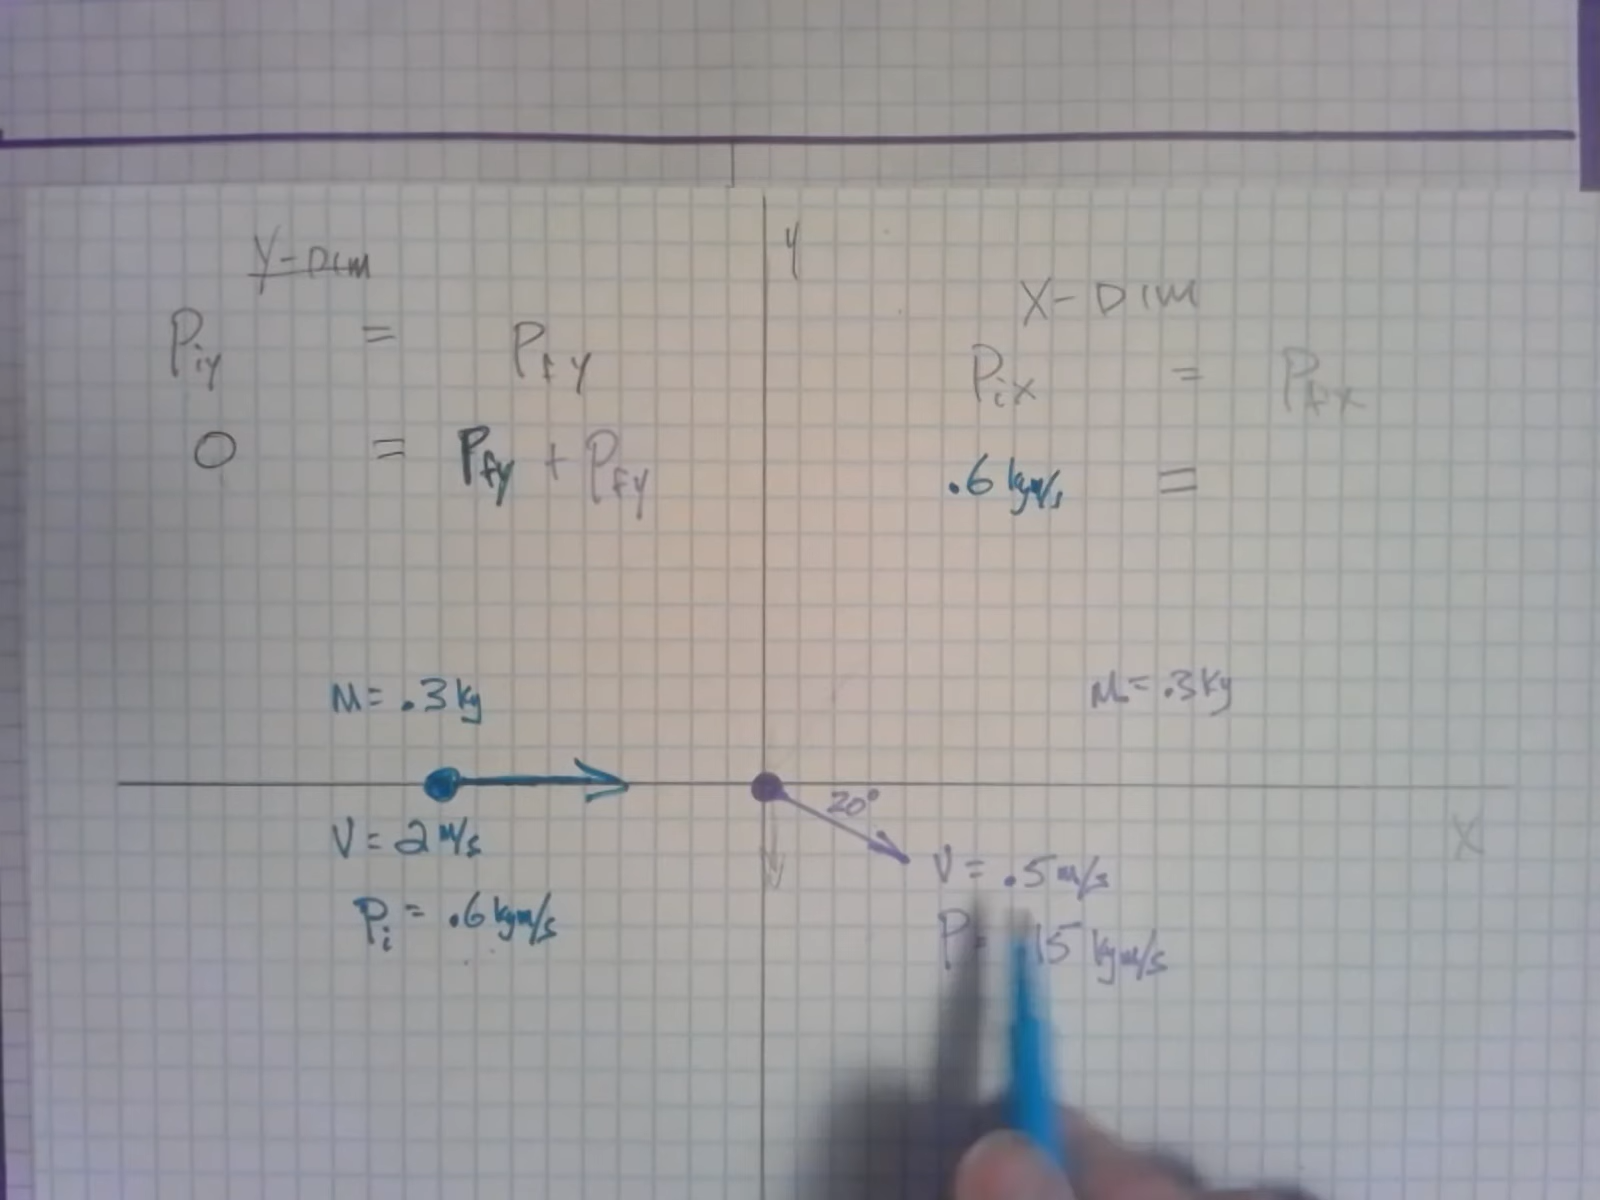 Y-DIM
Piy = Pfy
0 = Pfy + Pfy
y
X-DIM
Pix = Pfx
.6 kgm/s =
M = .3 kg
V = 2 m/s
Pi = .6 kgm/s
M = .3 kg
20°
X
V = .5 m/s
P 15 kgm/s